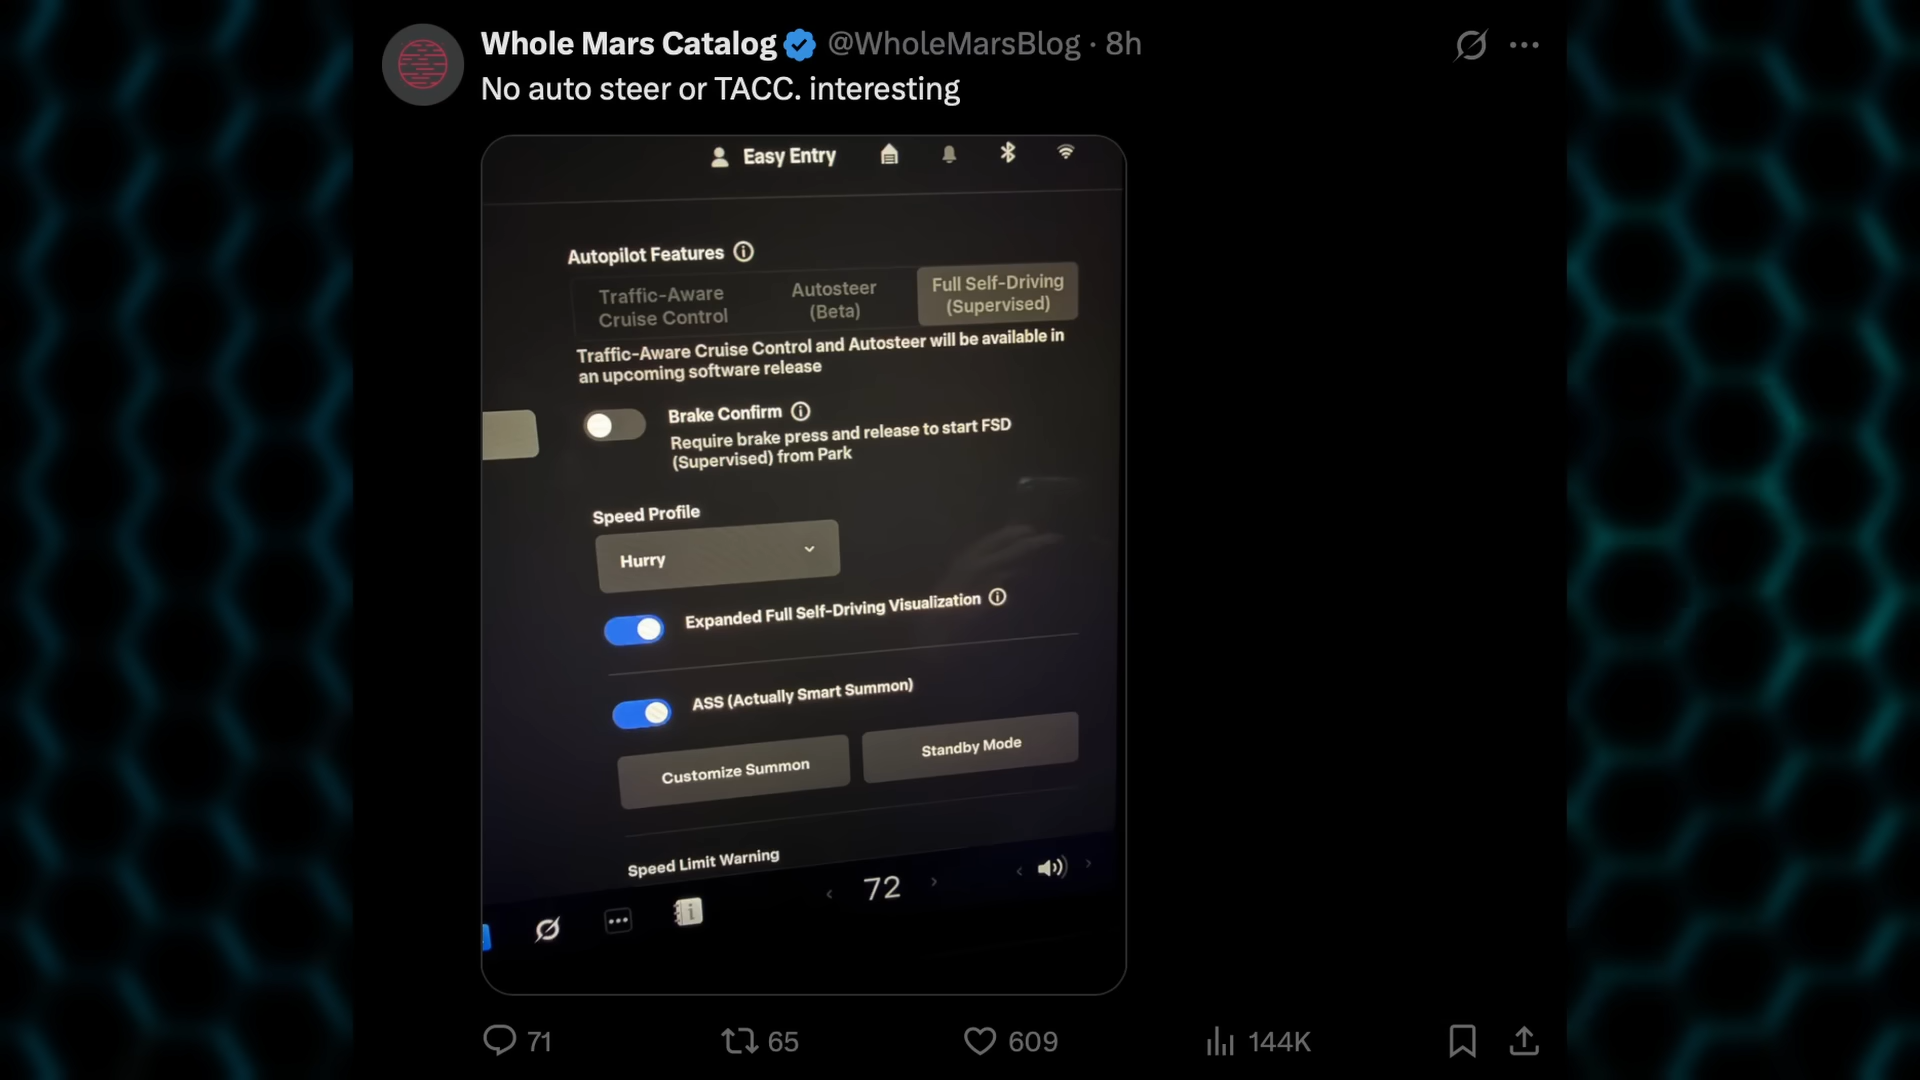 Whole Mars Catalog @WholeMarsBlog · 8h
No auto steer or TACC. interesting
Easy Entry
Autopilot Features
Traffic-Aware
Cruise Control
Autosteer
(Beta)
Full Self-Driving
(Supervised)
Traffic-Aware Cruise Control and Autosteer will be available in
an upcoming software release
Brake Confirm
Require brake press and release to start FSD
(Supervised) from Park
Speed Profile
Hurry
Expanded Full Self-Driving Visualization
ASS (Actually Smart Summon)
Customize Summon
Standby Mode
Speed Limit Warning
72
71
65
609
144K